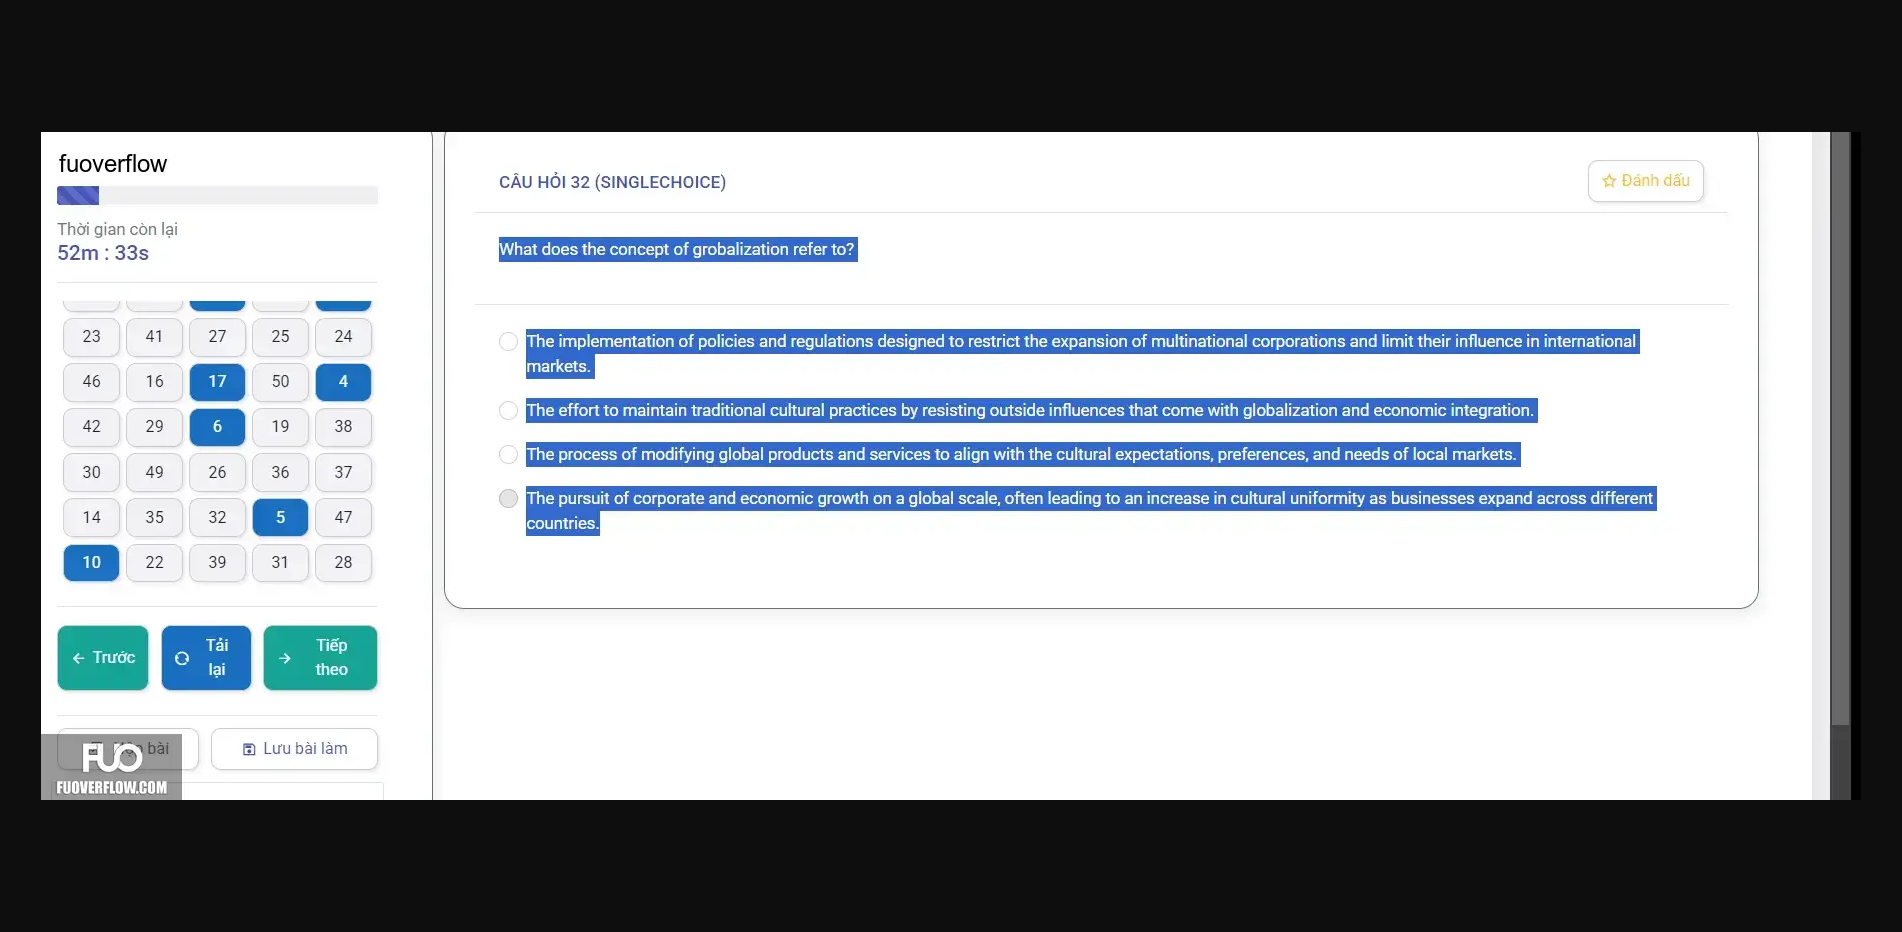 fuoverflow
Thời gian còn lại
52m : 33s
23 41 27 25 24
46 16 17 50 4
42 29 6 19 38
30 49 26 36 37
14 35 32 5 47
10 22 39 31 28
Trước
Tải lại
Tiếp theo
bài
Lưu bài làm
FUO
FUOVERFLOW.COM
CÂU HỎI 32 (SINGLECHOICE)
Đánh dấu
What does the concept of grobalization refer to?
The implementation of policies and regulations designed to restrict the expansion of multinational corporations and limit their influence in international
markets.
The effort to maintain traditional cultural practices by resisting outside influences that come with globalization and economic integration.
The process of modifying global products and services to align with the cultural expectations, preferences, and needs of local markets.
The pursuit of corporate and economic growth on a global scale, often leading to an increase in cultural uniformity as businesses expand across different
countries.